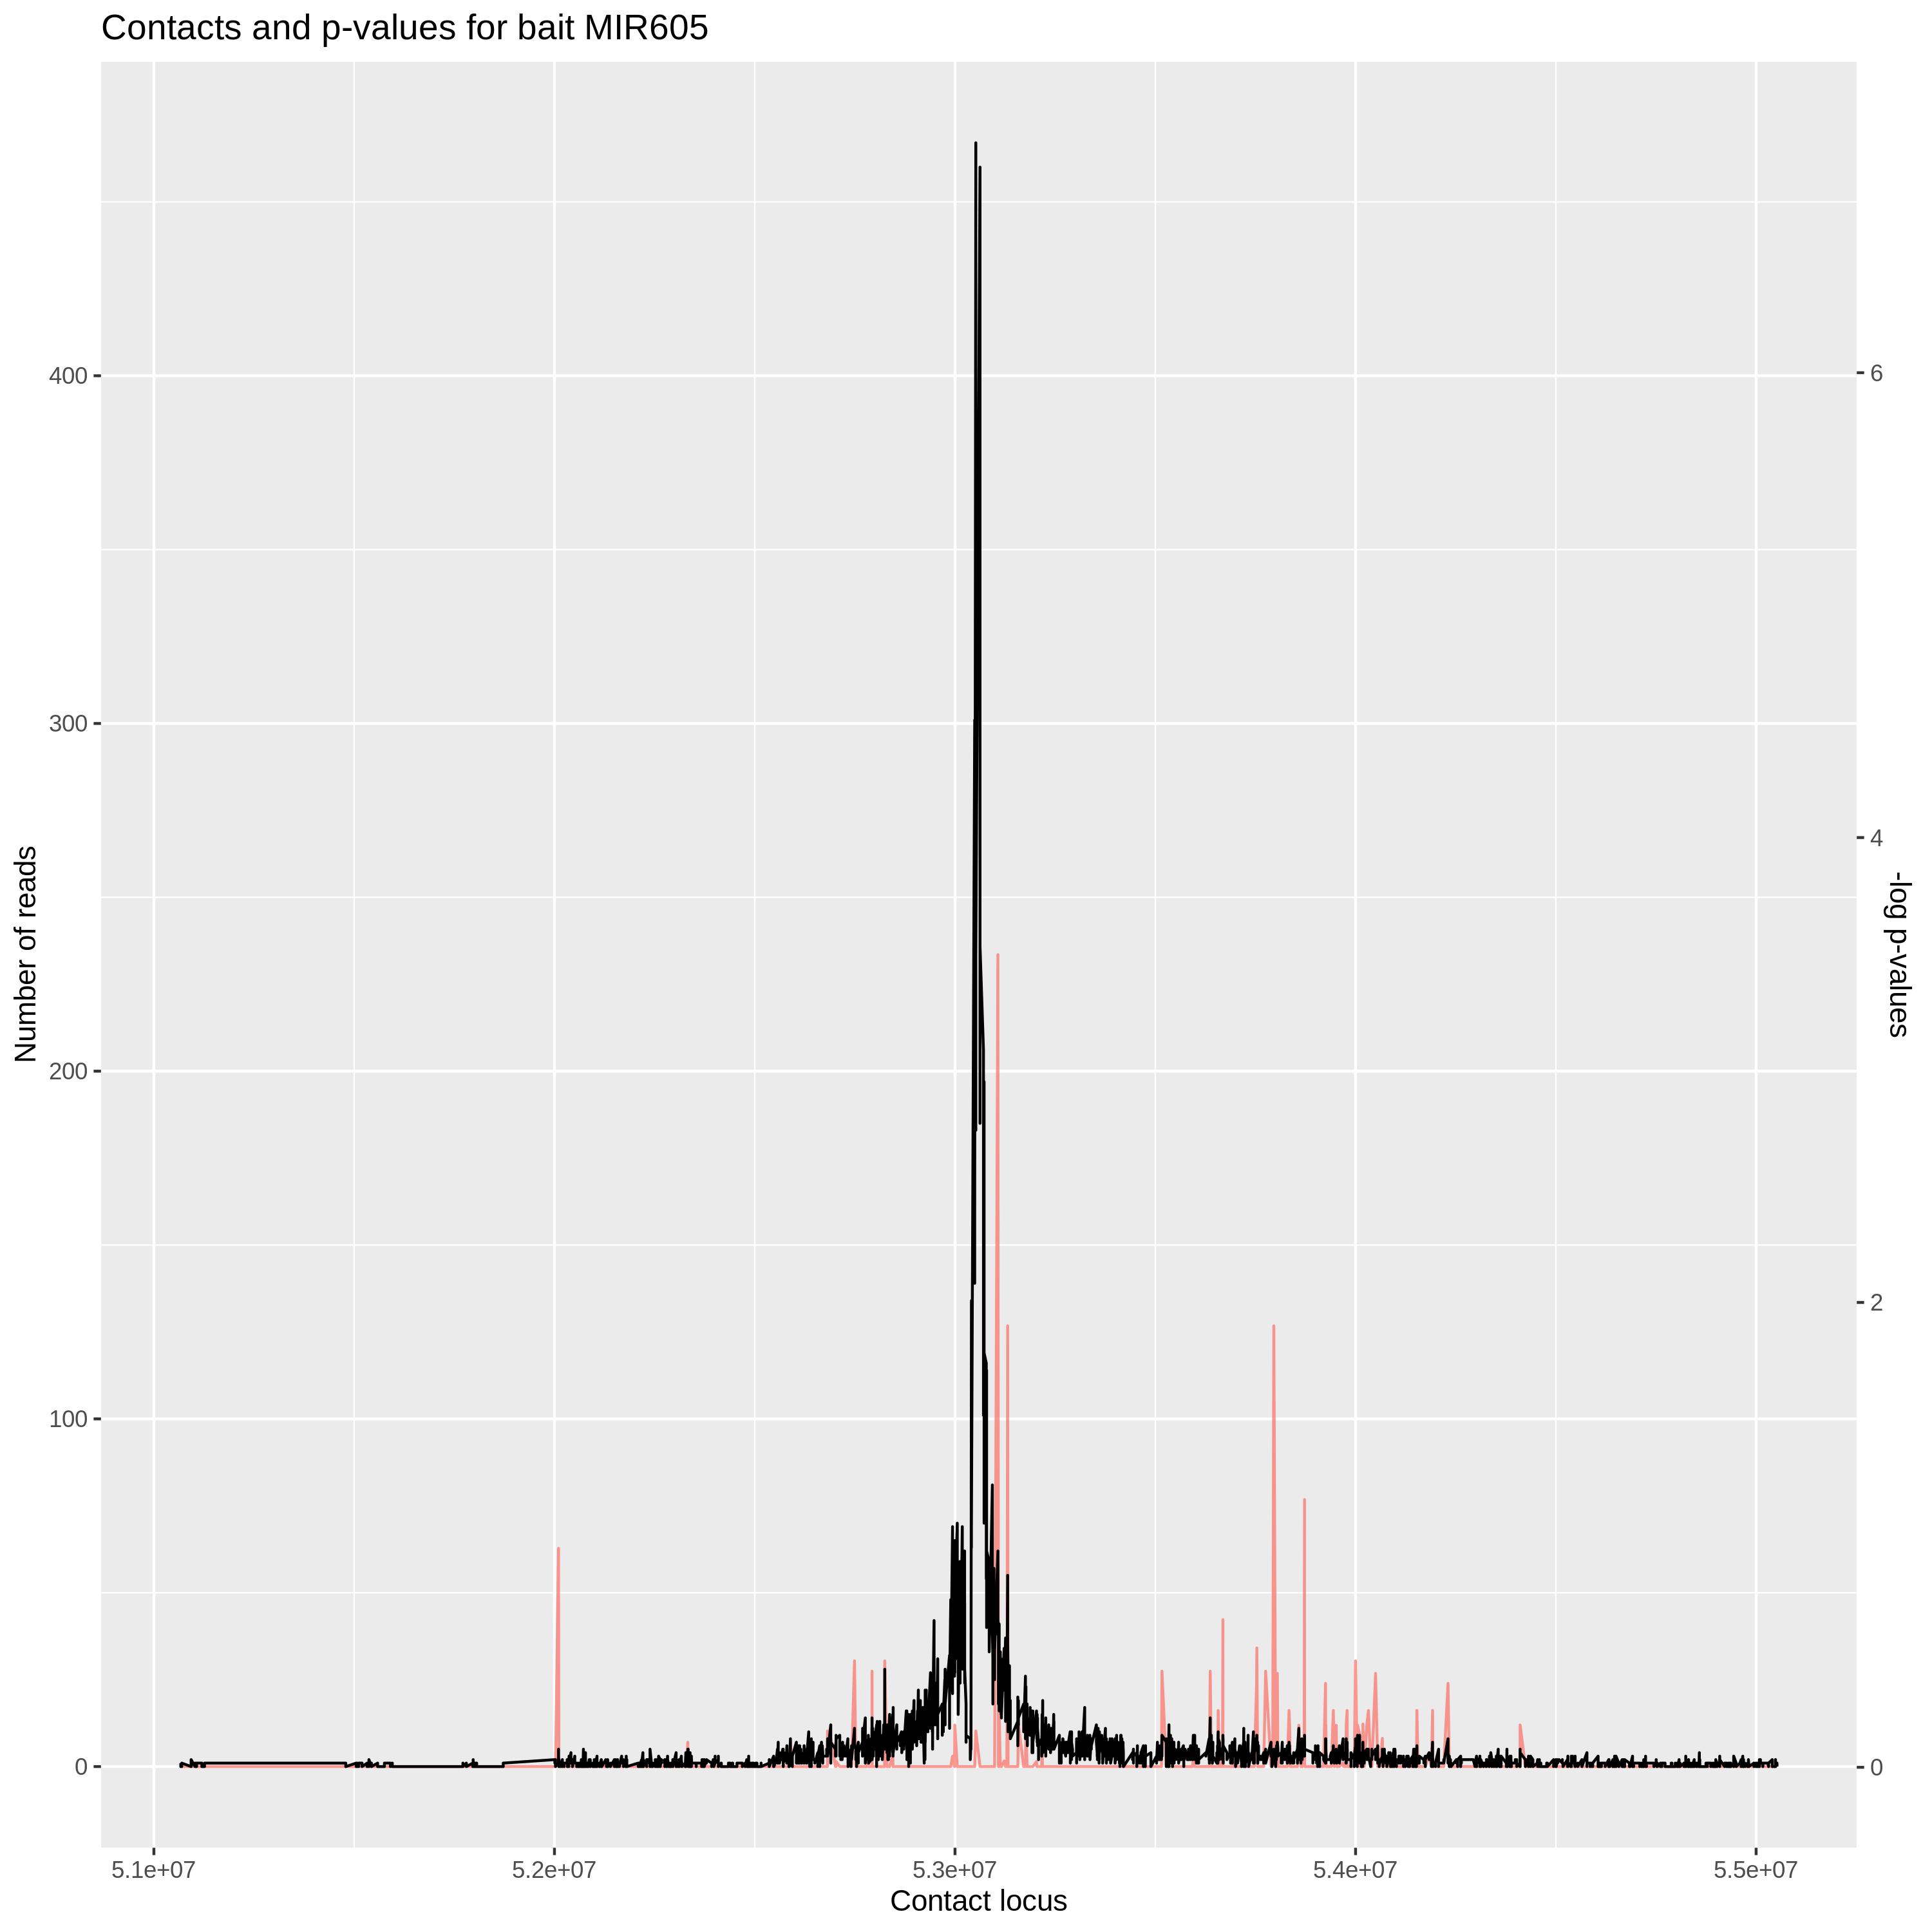 Contacts and p-values for bait MIR605
400
300
200
100
0
Number of reads
6
4
2
0
-log p-values
5.1e+07 5.2e+07 5.3e+07 5.4e+07 5.5e+07
Contact locus